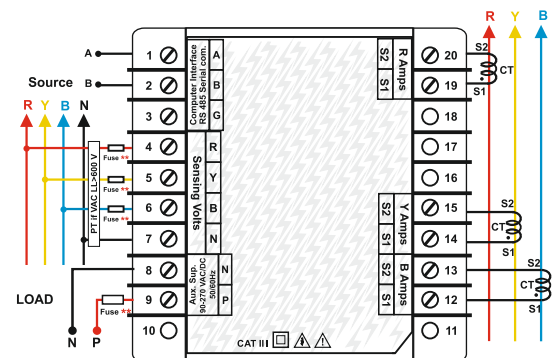 R Y B
A 1 A R Amps S2 20 S2
Source B 2 Computer Interface RS 485 Serial com. B S1 19 CT S1
R Y B N 3 G 18
PT if VAC LL>600 V Fuse ** 4 Sensing Volts R 17
Fuse ** 5 Y 16
Fuse ** 6 B Y Amps S2 15 S2
7 N S1 14 CT S1
8 Aux. Sup. 90-270 VAC/DC 50/60Hz N B Amps S2 13 S2
LOAD Fuse ** 9 P S1 12 CT S1
N P 10 CAT III 11